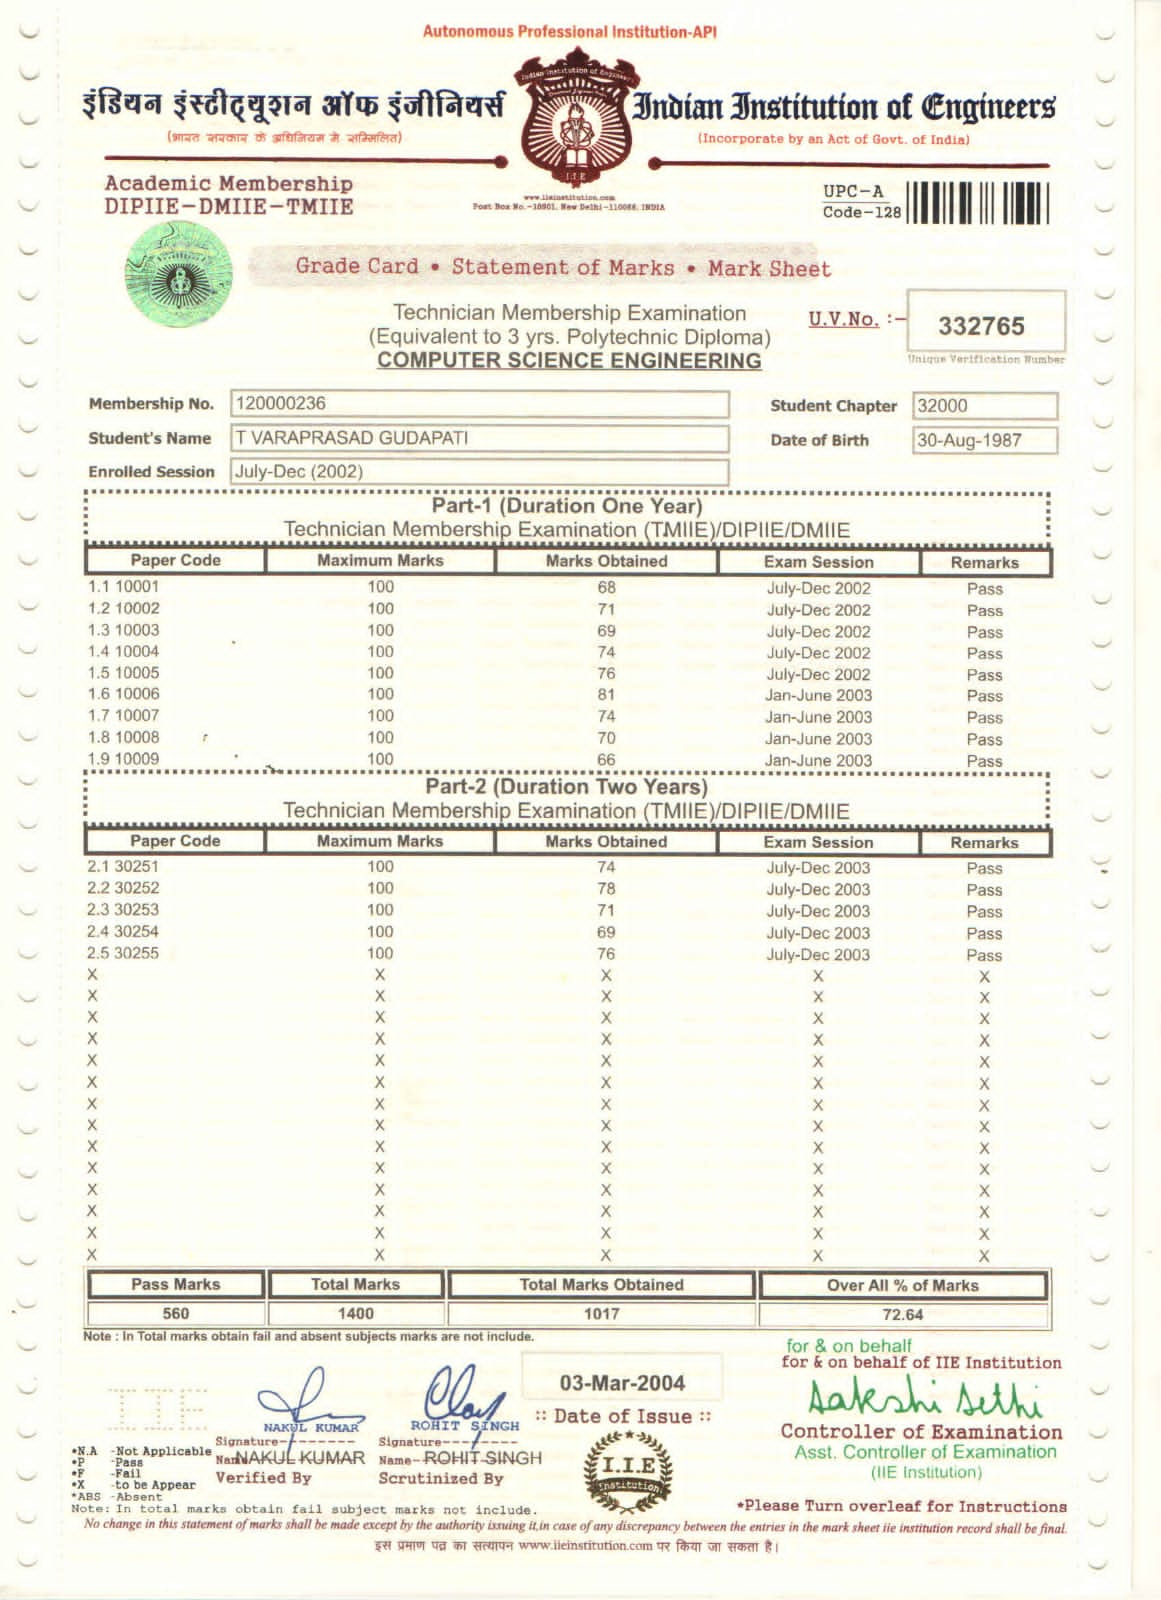 Autonomous Professional Institution-API
इंडियन इंस्टीट्यूशन ऑफ इंजीनियर्स
(भारत सरकार के अधिनियम में सम्मिलित)
Indian Institution of Engineers
I.I.E
Indian Institution of Engineers
(Incorporate by an Act of Govt. of India)
Academic Membership
DIPIIE-DMIIE-TMIIE
www.iieinstitution.com
Post Box No.-10901, New Delhi-110066, INDIA
UPC-A
Code-128
Grade Card • Statement of Marks • Mark Sheet
Technician Membership Examination
(Equivalent to 3 yrs. Polytechnic Diploma)
COMPUTER SCIENCE ENGINEERING
U.V.No. :- 332765
Unique Verification Number
Membership No. 120000236 Student Chapter 32000
Student's Name T VARAPRASAD GUDAPATI Date of Birth 30-Aug-1987
Enrolled Session July-Dec (2002)
Part-1 (Duration One Year)
Technician Membership Examination (TMIIE)/DIPIIE/DMIIE
Paper Code Maximum Marks Marks Obtained Exam Session Remarks
1.1 10001 100 68 July-Dec 2002 Pass
1.2 10002 100 71 July-Dec 2002 Pass
1.3 10003 100 69 July-Dec 2002 Pass
1.4 10004 100 74 July-Dec 2002 Pass
1.5 10005 100 76 July-Dec 2002 Pass
1.6 10006 100 81 Jan-June 2003 Pass
1.7 10007 100 74 Jan-June 2003 Pass
1.8 10008 100 70 Jan-June 2003 Pass
1.9 10009 100 66 Jan-June 2003 Pass
Part-2 (Duration Two Years)
Technician Membership Examination (TMIIE)/DIPIIE/DMIIE
Paper Code Maximum Marks Marks Obtained Exam Session Remarks
2.1 30251 100 74 July-Dec 2003 Pass
2.2 30252 100 78 July-Dec 2003 Pass
2.3 30253 100 71 July-Dec 2003 Pass
2.4 30254 100 69 July-Dec 2003 Pass
2.5 30255 100 76 July-Dec 2003 Pass
X X X X X
X X X X X
X X X X X
X X X X X
X X X X X
X X X X X
X X X X X
X X X X X
X X X X X
X X X X X
X X X X X
X X X X X
X X X X X
X X X X X
Pass Marks Total Marks Total Marks Obtained Over All % of Marks
560 1400 1017 72.64
Note : In Total marks obtain fail and absent subjects marks are not include.
for & on behalf
for & on behalf of IIE Institution
03-Mar-2004
:: Date of Issue ::
Sakshi Sethi
Controller of Examination
Asst. Controller of Examination
(IIE Institution)
IIE
NAKUL KUMAR
Signature--------
Name NAKUL KUMAR
Verified By
ROHIT SINGH
Signature--------
Name--ROHIT SINGH
Scrutinized By
I.I.E
Institution
*N.A -Not Applicable
*P -Pass
*F -Fail
*X -to be Appear
*ABS -Absent
Note: In total marks obtain fail subject marks not include.
*Please Turn overleaf for Instructions
No change in this statement of marks shall be made except by the authority issuing it,in case of any discrepancy between the entries in the mark sheet iie institution record shall be final.
इस प्रमाण पत्र का सत्यापन www.iieinstitution.com पर किया जा सकता है।